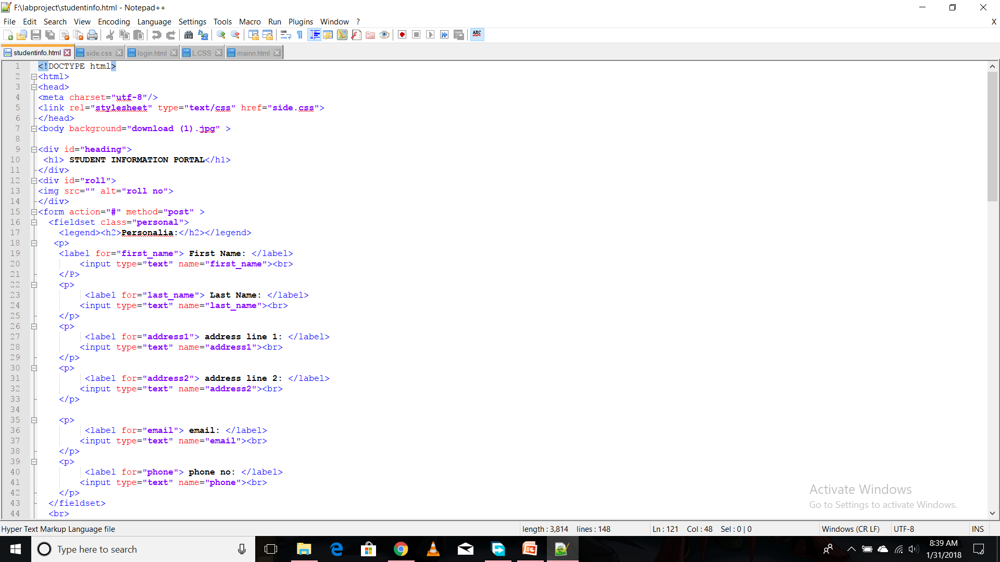 F:\labproject\studentinfo.html - Notepad++
File Edit Search View Encoding Language Settings Tools Macro Run Plugins Window ? X
ABC
studentinfo.html side.css login.html L.CSS mainn.html
1 <!DOCTYPE html>
2 <html>
3 <head>
4 <meta charset="utf-8"/>
5 <link rel="stylesheet" type="text/css" href="side.css">
6 </head>
7 <body background="download (1).jpg" >
8
9 <div id="heading">
10 <h1> STUDENT INFORMATION PORTAL</h1>
11 </div>
12 <div id="roll">
13 <img src="" alt="roll no">
14 </div>
15 <form action="#" method="post" >
16 <fieldset class="personal">
17 <legend><h2>Personalia:</h2></legend>
18 <p>
19 <label for="first_name"> First Name: </label>
20 <input type="text" name="first_name"><br>
21 </P>
22 <p>
23 <label for="last_name"> Last Name: </label>
24 <input type="text" name="last_name"><br>
25 </p>
26 <p>
27 <label for="address1"> address line 1: </label>
28 <input type="text" name="address1"><br>
29 </p>
30 <p>
31 <label for="address2"> address line 2: </label>
32 <input type="text" name="address2"><br>
33 </p>
34
35 <p>
36 <label for="email"> email: </label>
37 <input type="text" name="email"><br>
38 </p>
39 <p>
40 <label for="phone"> phone no: </label>
41 <input type="text" name="phone"><br>
42 </p>
43 </fieldset>
44 <br>
Activate Windows
Go to Settings to activate Windows.
Hyper Text Markup Language file length : 3,814 lines : 148 Ln : 121 Col : 48 Sel : 0 | 0 Windows (CR LF) UTF-8 INS
Type here to search
8:39 AM
1/31/2018